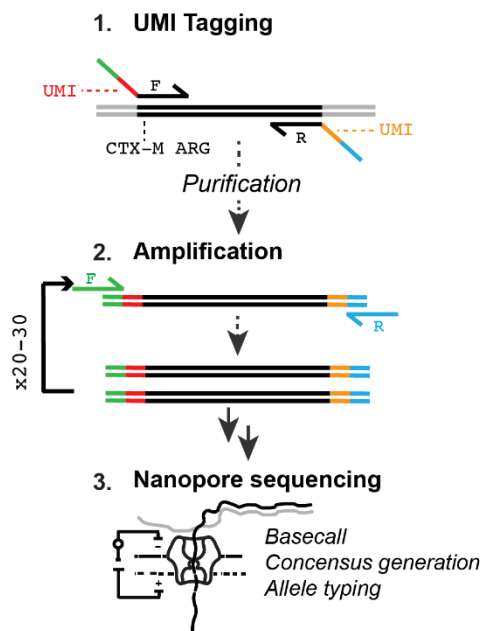 1. UMI Tagging
UMI
F
CTX-M ARG
R
UMI
Purification
2. Amplification
F
R
x20-30
3. Nanopore sequencing
-
+
Basecall
Concensus generation
Allele typing